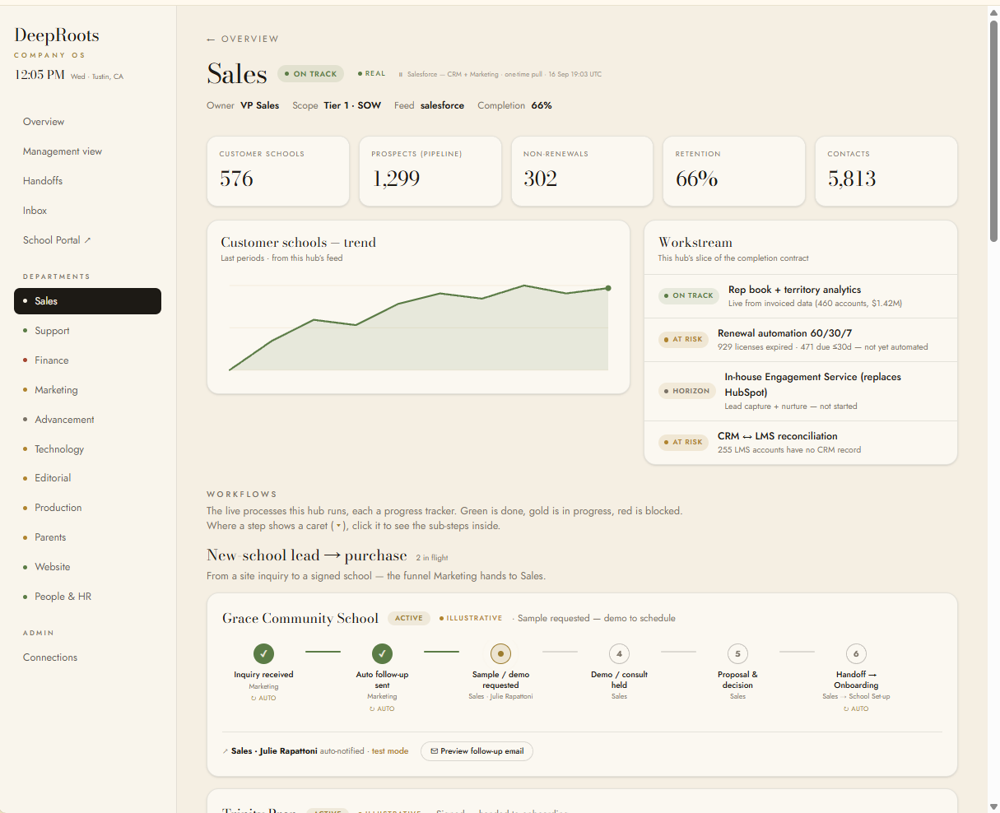 DeepRoots
COMPANY OS
12:05 PM Wed · Tustin, CA
Overview
Management view
Handoffs
Inbox
School Portal ↗
DEPARTMENTS
Sales
Support
Finance
Marketing
Advancement
Technology
Editorial
Production
Parents
Website
People & HR
ADMIN
Connections
← OVERVIEW
Sales ON TRACK REAL Salesforce — CRM + Marketing · one-time pull · 16 Sep 19:03 UTC
Owner VP Sales Scope Tier 1 · SOW Feed salesforce Completion 66%
CUSTOMER SCHOOLS
576
PROSPECTS (PIPELINE)
1,299
NON-RENEWALS
302
RETENTION
66%
CONTACTS
5,813
Customer schools — trend
Last periods · from this hub's feed
Workstream
This hub's slice of the completion contract
ON TRACK Rep book + territory analytics
Live from invoiced data (460 accounts, $1.42M)
AT RISK Renewal automation 60/30/7
929 licenses expired · 471 due ≤30d — not yet automated
HORIZON In-house Engagement Service (replaces
HubSpot)
Lead capture + nurture — not started
AT RISK CRM ↔ LMS reconciliation
255 LMS accounts have no CRM record
WORKFLOWS
The live processes this hub runs, each a progress tracker. Green is done, gold is in progress, red is blocked.
Where a step shows a caret (▾), click it to see the sub-steps inside.
New-school lead → purchase 2 in flight
From a site inquiry to a signed school — the funnel Marketing hands to Sales.
Grace Community School ACTIVE ILLUSTRATIVE · Sample requested — demo to schedule
✓
Inquiry received
Marketing
↻ AUTO
✓
Auto follow-up
sent
Marketing
↻ AUTO
Sample / demo
requested
Sales · Julie Rapattoni
4
Demo / consult
held
Sales
5
Proposal &
decision
Sales
6
Handoff →
Onboarding
Sales → School Set-up
↻ AUTO
↗ Sales · Julie Rapattoni auto-notified · test mode Preview follow-up email
Trinity Prep ACTIVE ILLUSTRATIVE · Signed — handed to onboarding